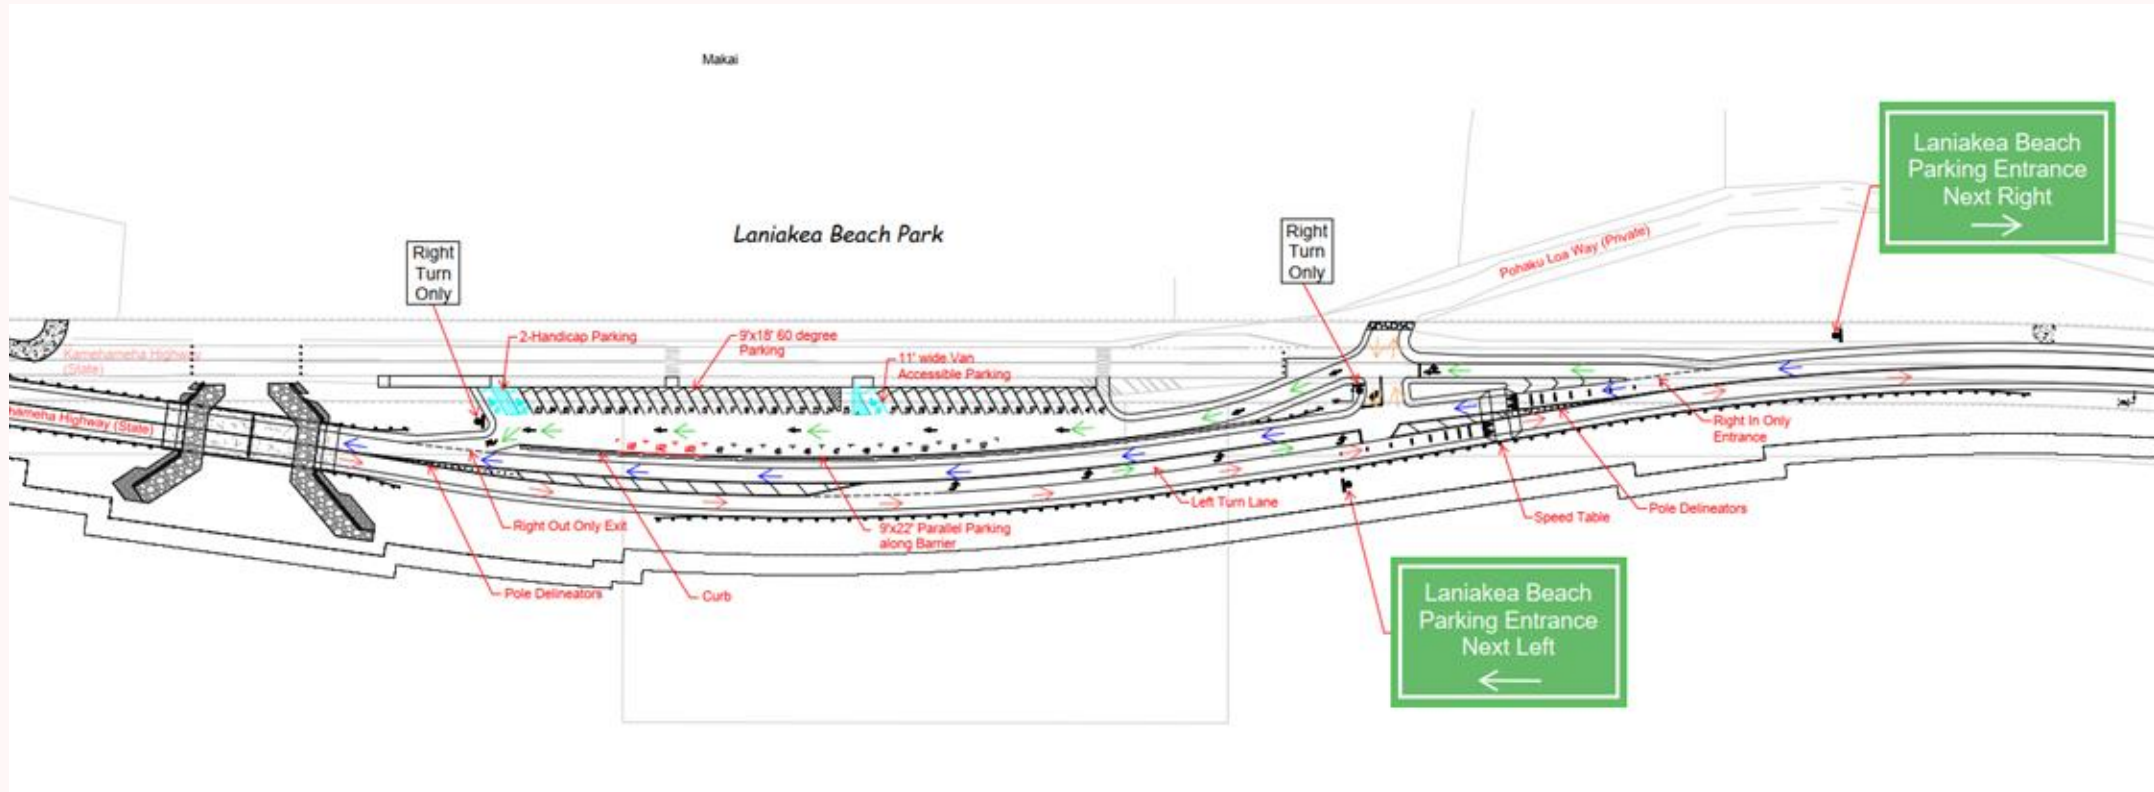 Makai
Laniakea Beach
Parking Entrance
Next Right
Laniakea Beach Park
Right
Turn
Only
Right
Turn
Only
Pohaku Loa Way (Private)
2-Handicap Parking
9'x18' 60 degree
Parking
11' wide Van
Accessible Parking
Kamehameha Highway
(State)
hameha Highway (State)
Right In Only
Entrance
Left Turn Lane
Pole Delineators
Speed Table
Right Out Only Exit
9'x22' Parallel Parking
along Barrier
Pole Delineators
Curb
Laniakea Beach
Parking Entrance
Next Left